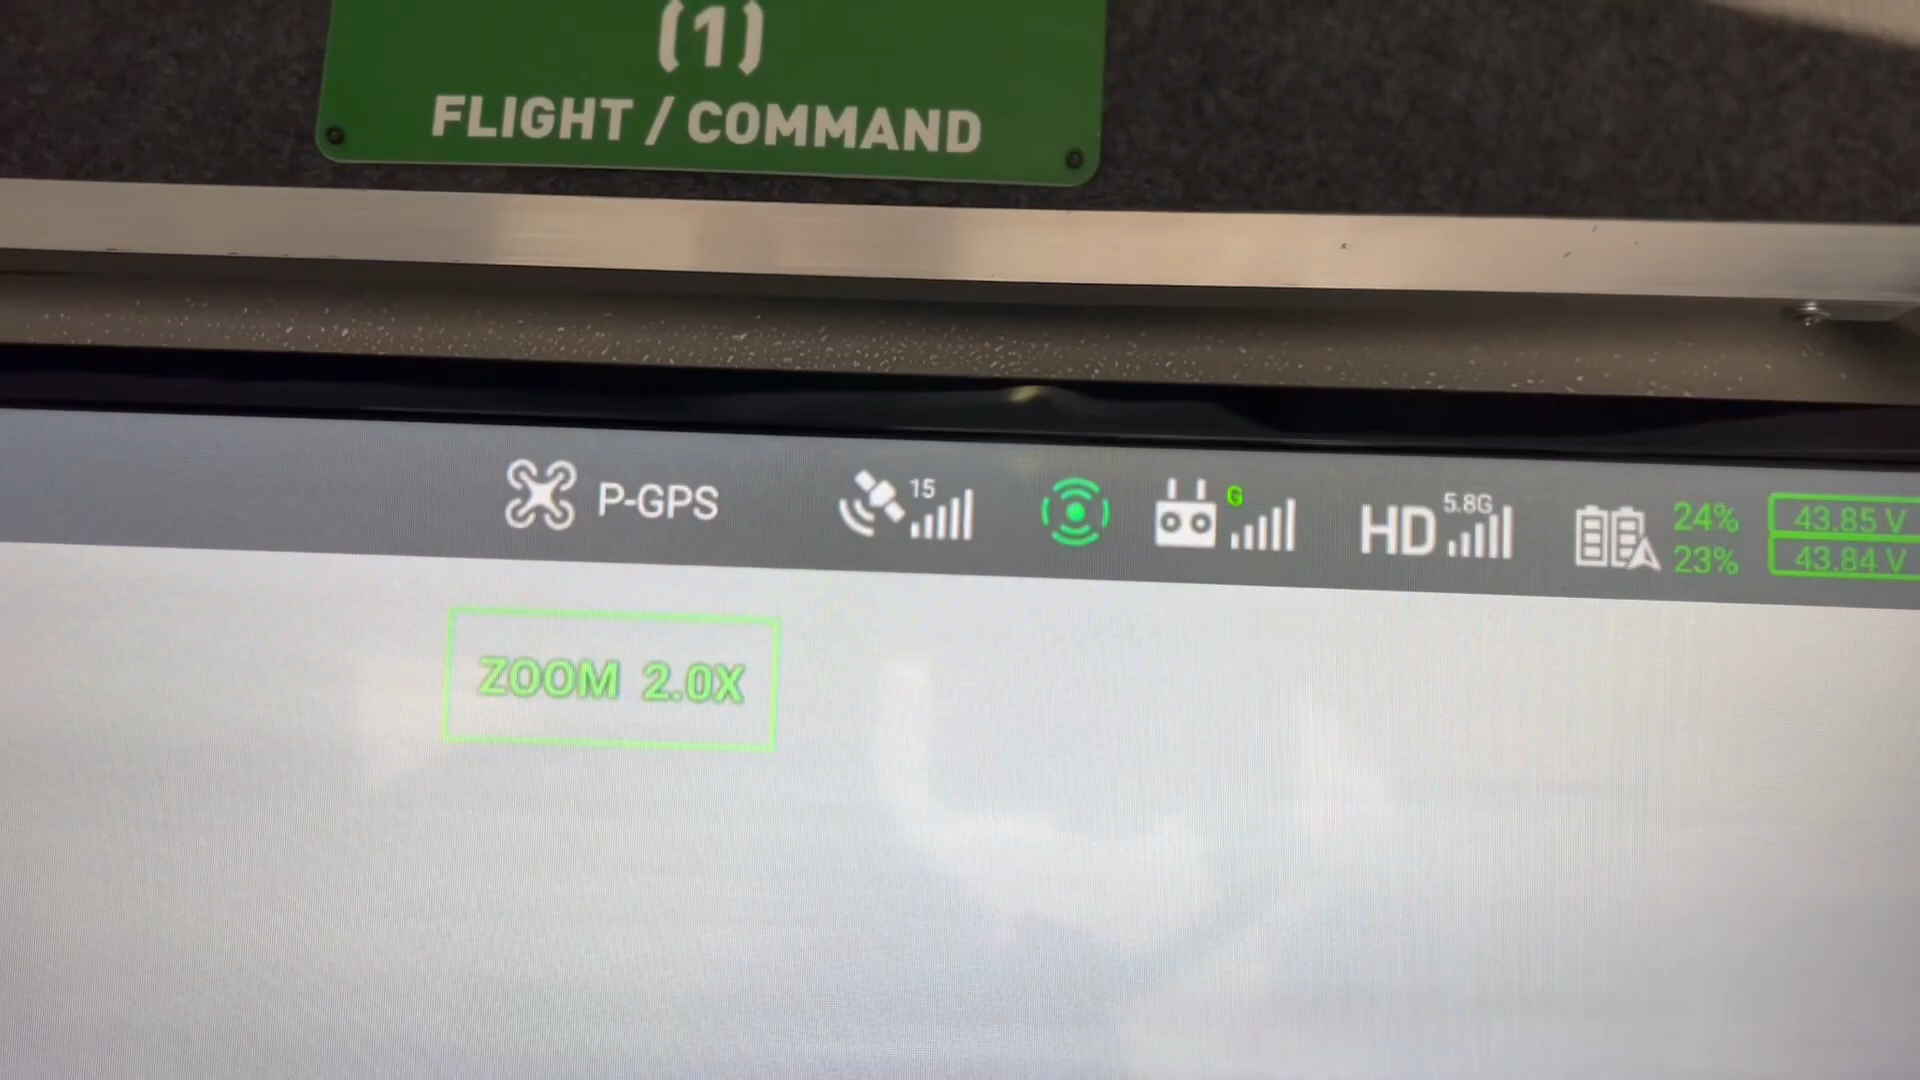 (1)
FLIGHT / COMMAND
P-GPS 15 G HD 5.8G 24% 43.85 V
23% 43.84 V
ZOOM 2.0X